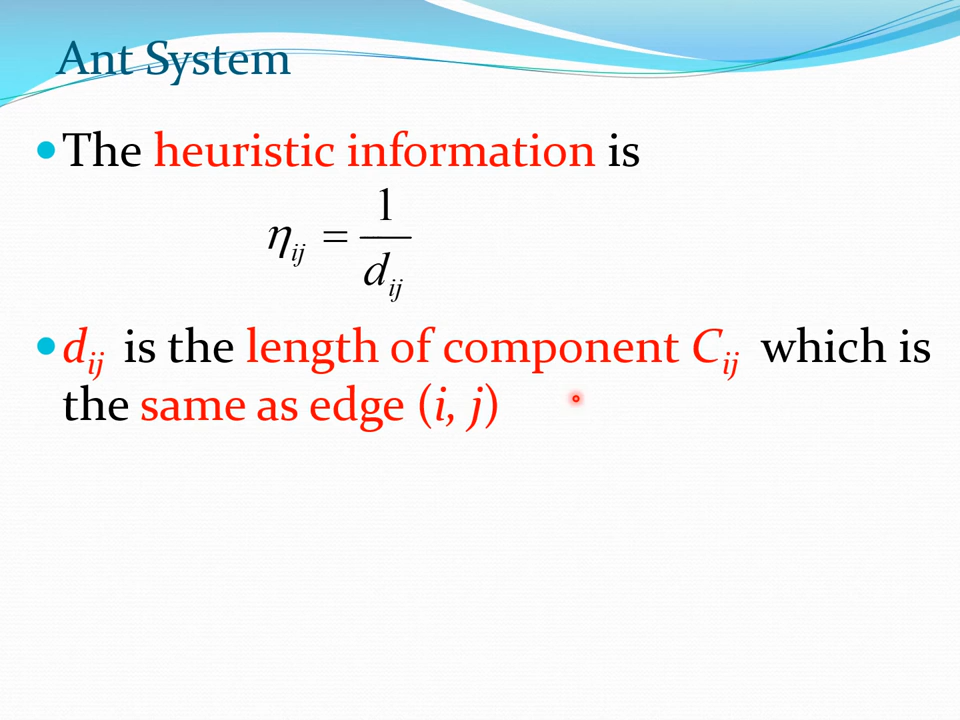 Ant System
• The heuristic information is
η_ij = 1 / d_ij
• d_ij is the length of component C_ij which is
the same as edge (i, j)